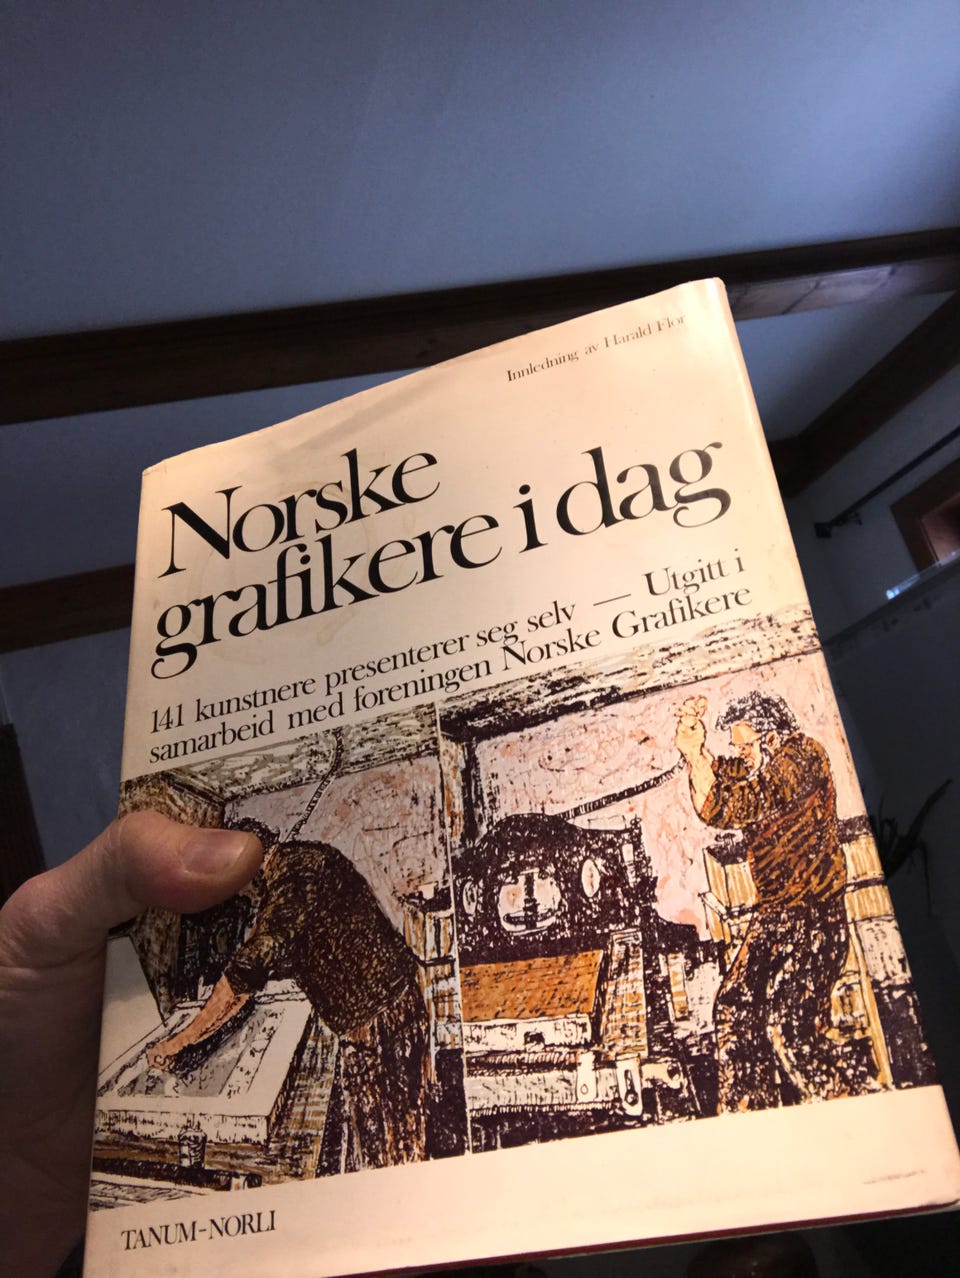 Innledning av Harald Flor
Norske
grafikere i dag
141 kunstnere presenterer seg selv — Utgitt i
samarbeid med foreningen Norske Grafikere
TANUM-NORLI